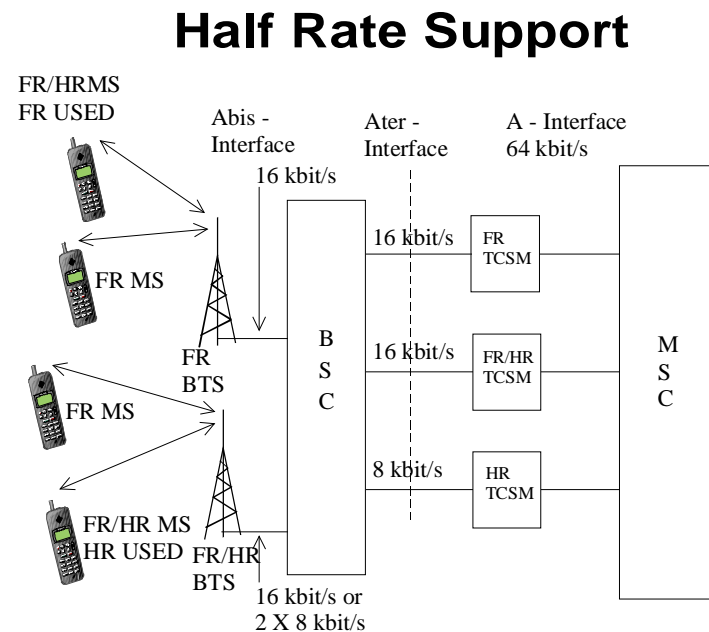 Half Rate Support
FR/HRMS
FR USED
Abis -
Interface
16 kbit/s
Ater -
Interface
A - Interface
64 kbit/s
FR MS
FR
BTS
FR MS
FR/HR MS
HR USED
FR/HR
BTS
16 kbit/s or
2 X 8 kbit/s
B
S
C
16 kbit/s
FR
TCSM
16 kbit/s
FR/HR
TCSM
8 kbit/s
HR
TCSM
M
S
C